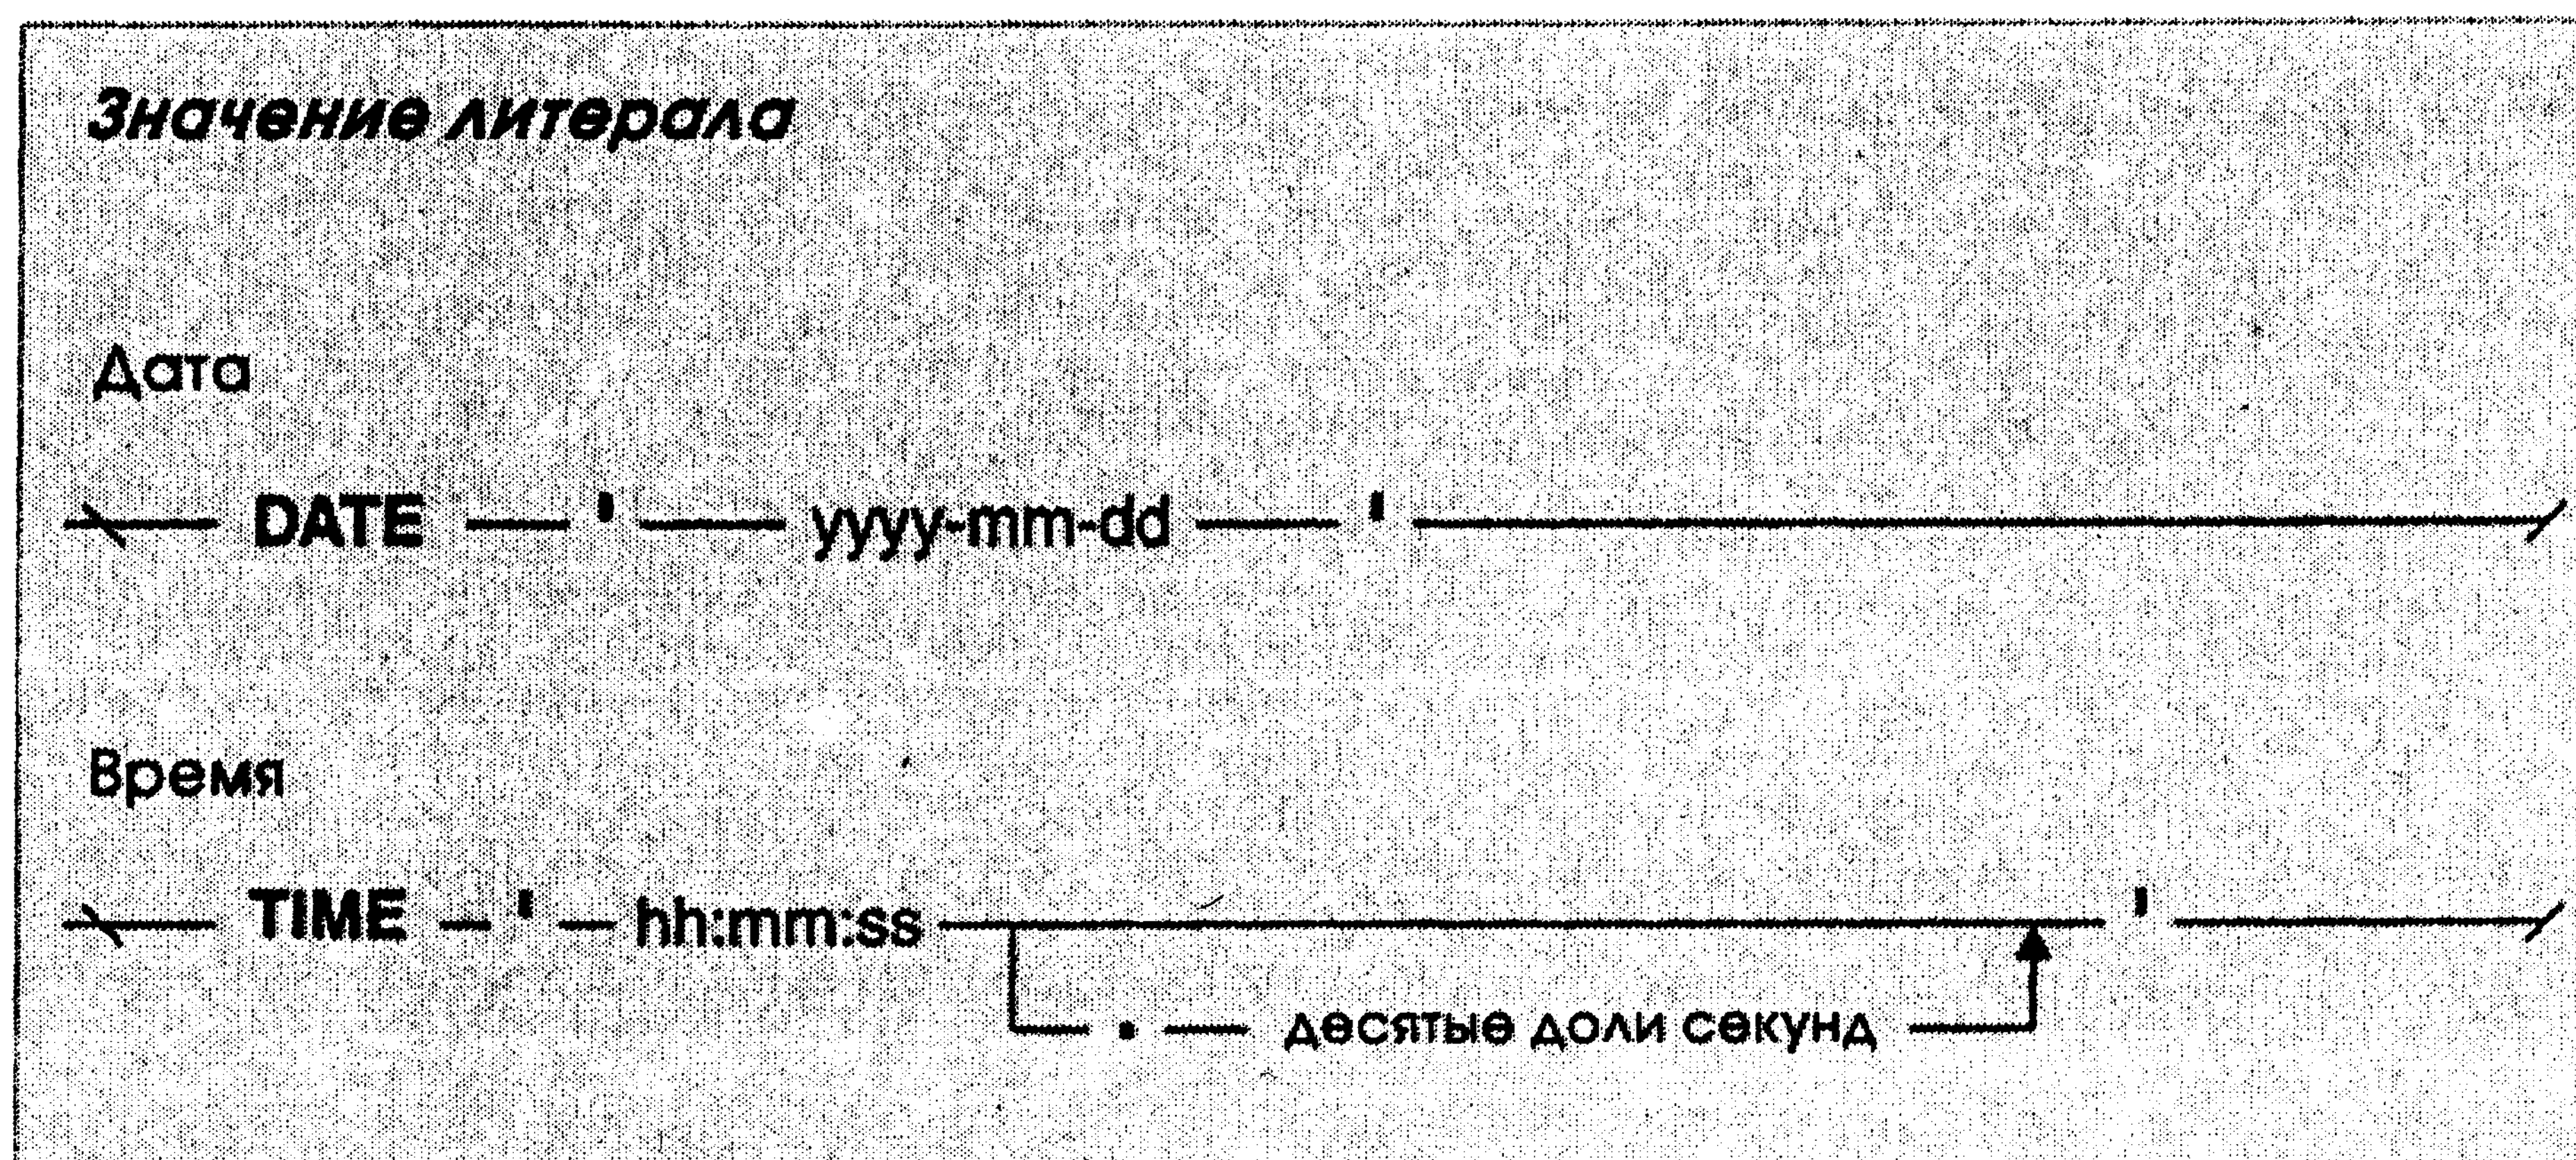 Значение литерала
Дата
DATE ' yyyy-mm-dd '
Время
TIME ' hh:mm:ss '
. десятые доли секунд